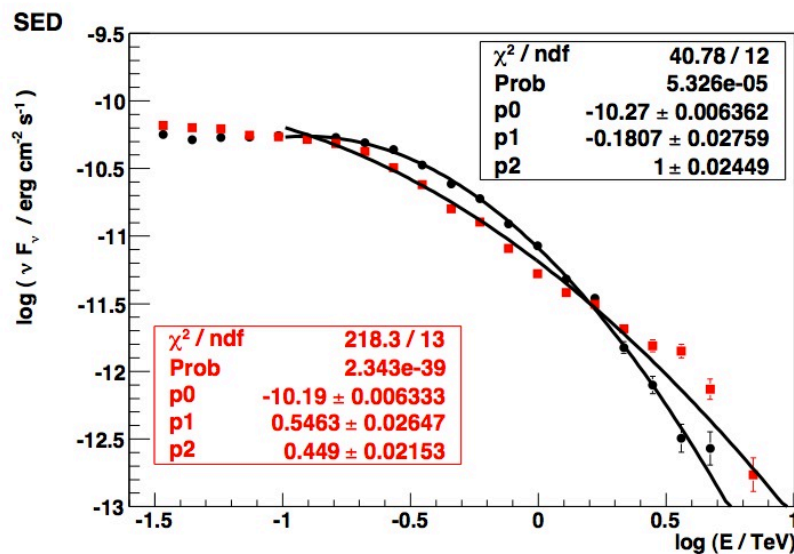 SED
log ( ν Fν / erg cm⁻² s⁻¹)
-9.5
-10
-10.5
-11
-11.5
-12
-12.5
-13
χ² / ndf 40.78 / 12
Prob 5.326e-05
p0 -10.27 ± 0.006362
p1 -0.1807 ± 0.02759
p2 1 ± 0.02449
χ² / ndf 218.3 / 13
Prob 2.343e-39
p0 -10.19 ± 0.006333
p1 0.5463 ± 0.02647
p2 0.449 ± 0.02153
-1.5 -1 -0.5 0 0.5 1
log (E / TeV)